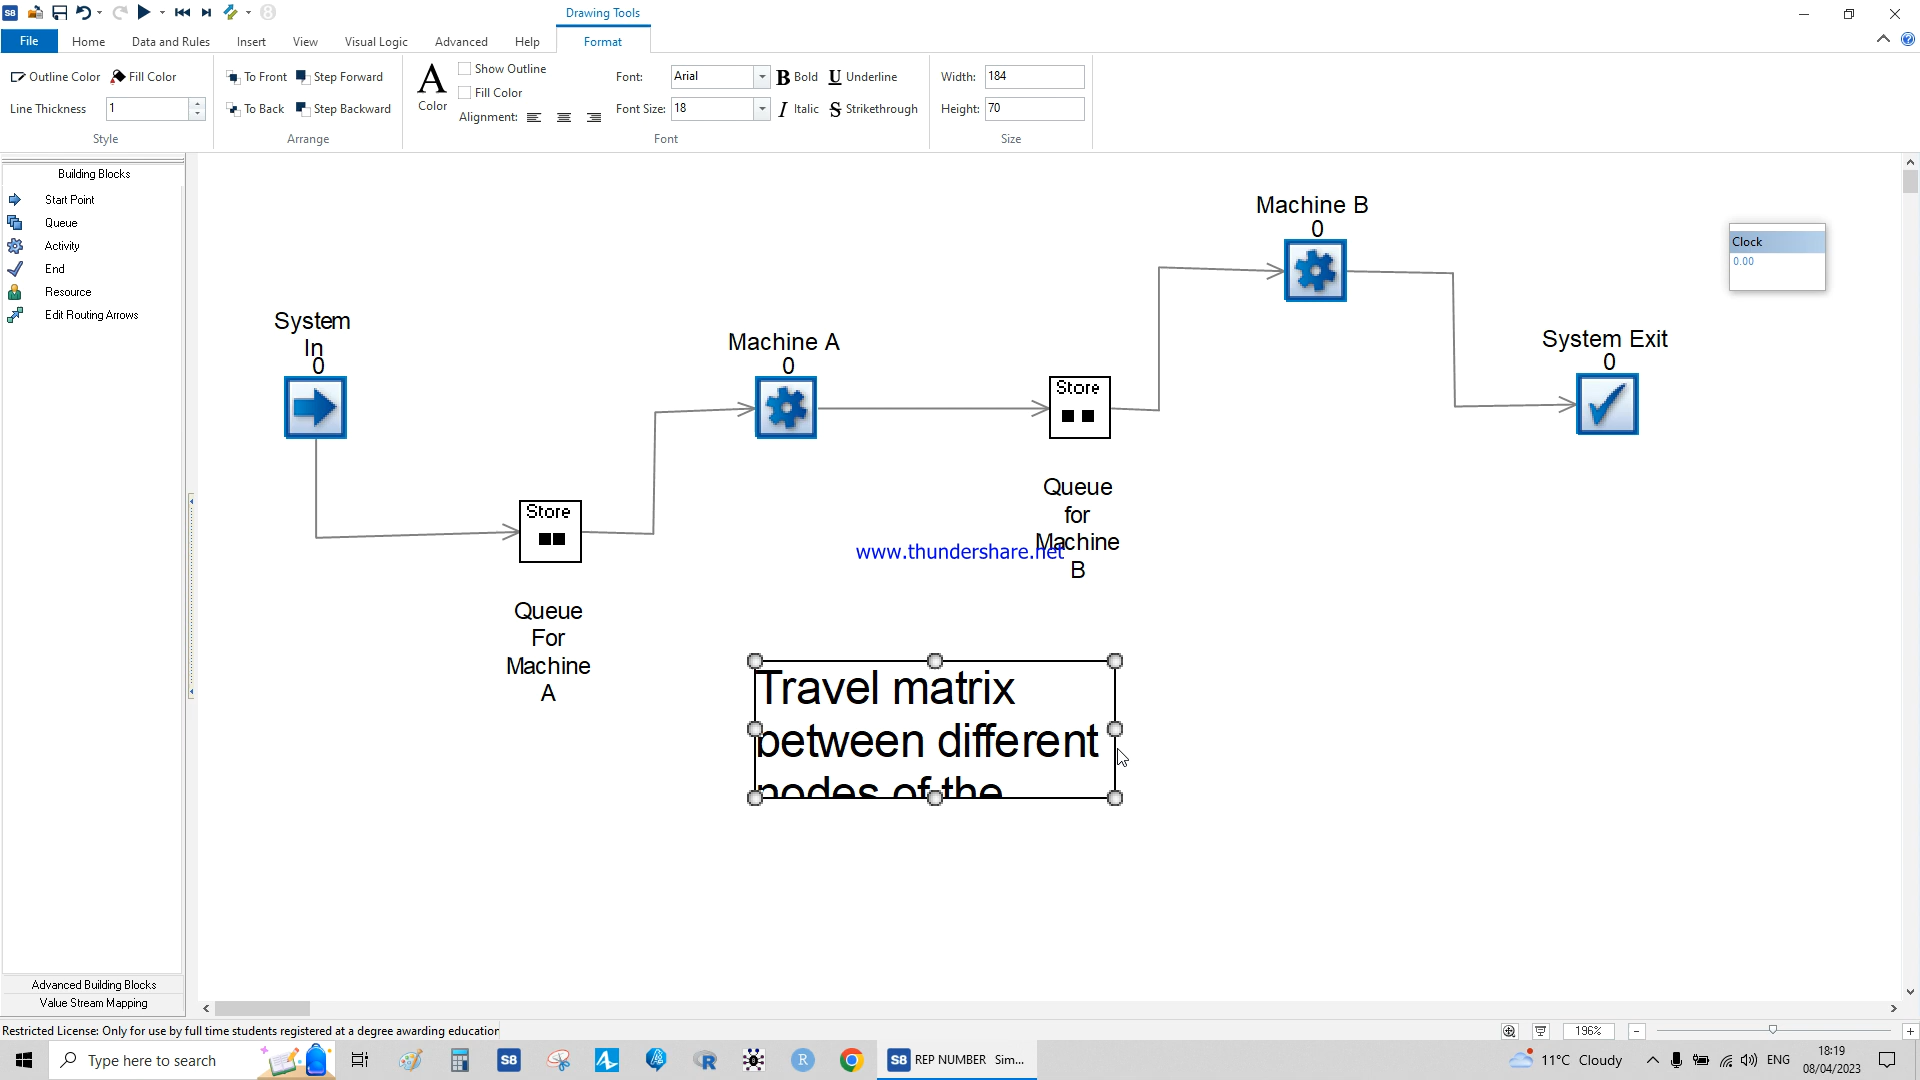 S8
Drawing Tools
File
Home
Data and Rules
Insert
View
Visual Logic
Advanced
Help
Format
Outline Color
Fill Color
To Front
Step Forward
A
Show Outline
Font:
Arial
B Bold
U Underline
Width:
184
Line Thickness
1
To Back
Step Backward
Color
Fill Color
Font Size:
18
I Italic
S Strikethrough
Height:
70
Alignment:
Style
Arrange
Font
Size
Building Blocks
Start Point
Queue
Activity
End
Resource
Edit Routing Arrows
Advanced Building Blocks
Value Stream Mapping
System
In
0
Store
Queue
For
Machine
A
Machine A
0
Store
Queue
for
Machine
B
Machine B
0
System Exit
0
Clock
0.00
www.thundershare.net
Travel matrix
between different
nodes of the
Restricted License: Only for use by full time students registered at a degree awarding education
196%
Type here to search
S8
R
S8 REP NUMBER Sim...
11°C Cloudy
ENG
18:19
08/04/2023